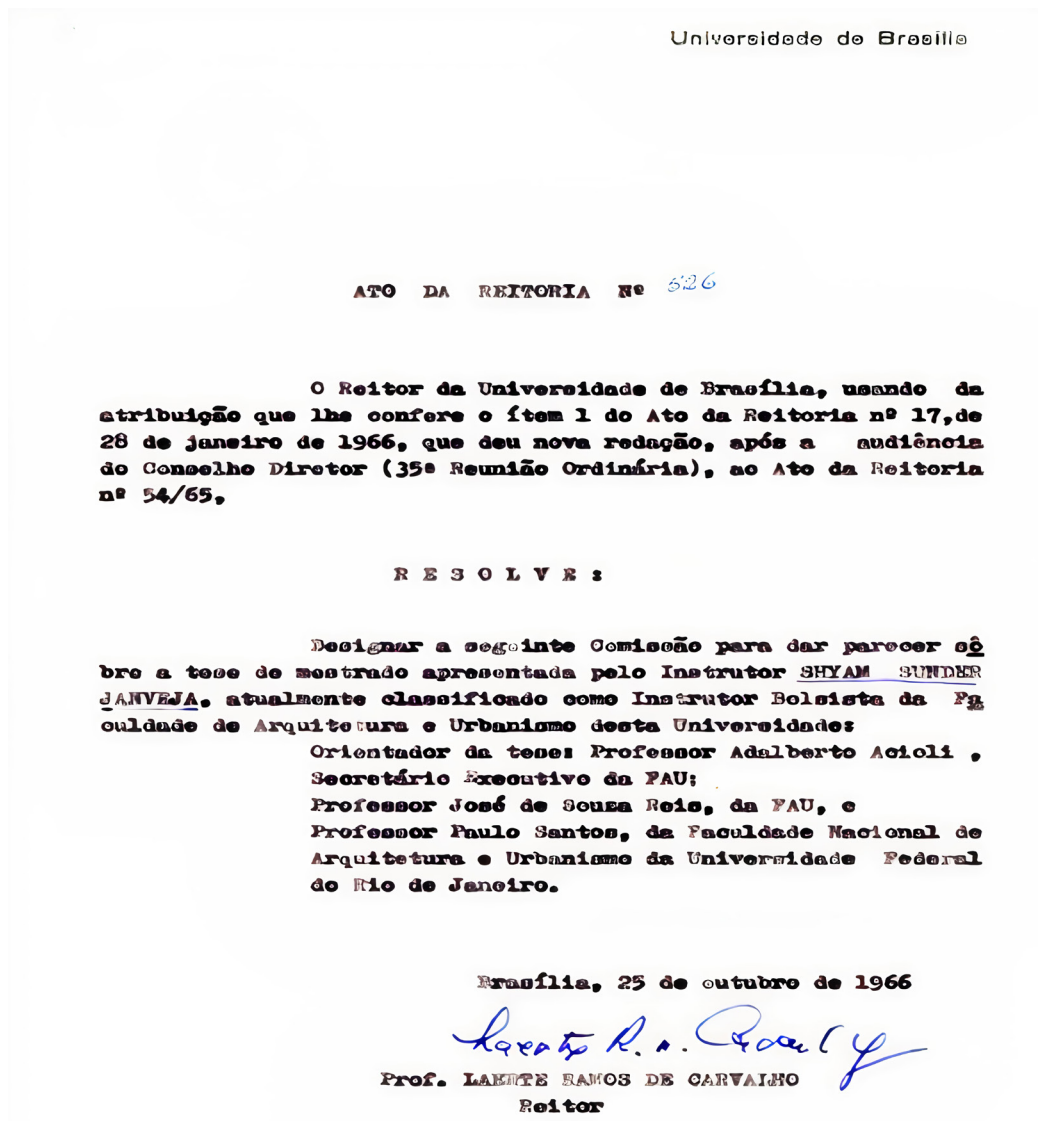 Universidade de Brasília
ATO DA REITORIA Nº 526
O Reitor da Universidade de Brasília, usando da
atribuição que lhe confere o ítem 1 do Ato da Reitoria nº 17,de
28 de janeiro de 1966, que deu nova redação, após a audiência
do Conselho Diretor (35ª Reunião Ordinária), ao Ato da Reitoria
nº 54/65,
R E S O L V E :
Designar a seguinte Comissão para dar parecer sô
bre a tese de mestrado apresentada pelo Instrutor SHYAM SUNDER
JANVEJA, atualmente classificado como Instrutor Bolsista da Fa
culdade de Arquitetura e Urbanismo desta Universidade:
Orientador da tese: Professor Adalberto Acioli ,
Secretário Executivo da FAU;
Professor José de Souza Reis, da FAU, e
Professor Paulo Santos, da Faculdade Nacional de
Arquitetura e Urbanismo da Universidade Federal
do Rio de Janeiro.
Brasília, 25 de outubro de 1966
Laerte R. de Carvalho
Prof. LAERTE RAMOS DE CARVALHO
Reitor